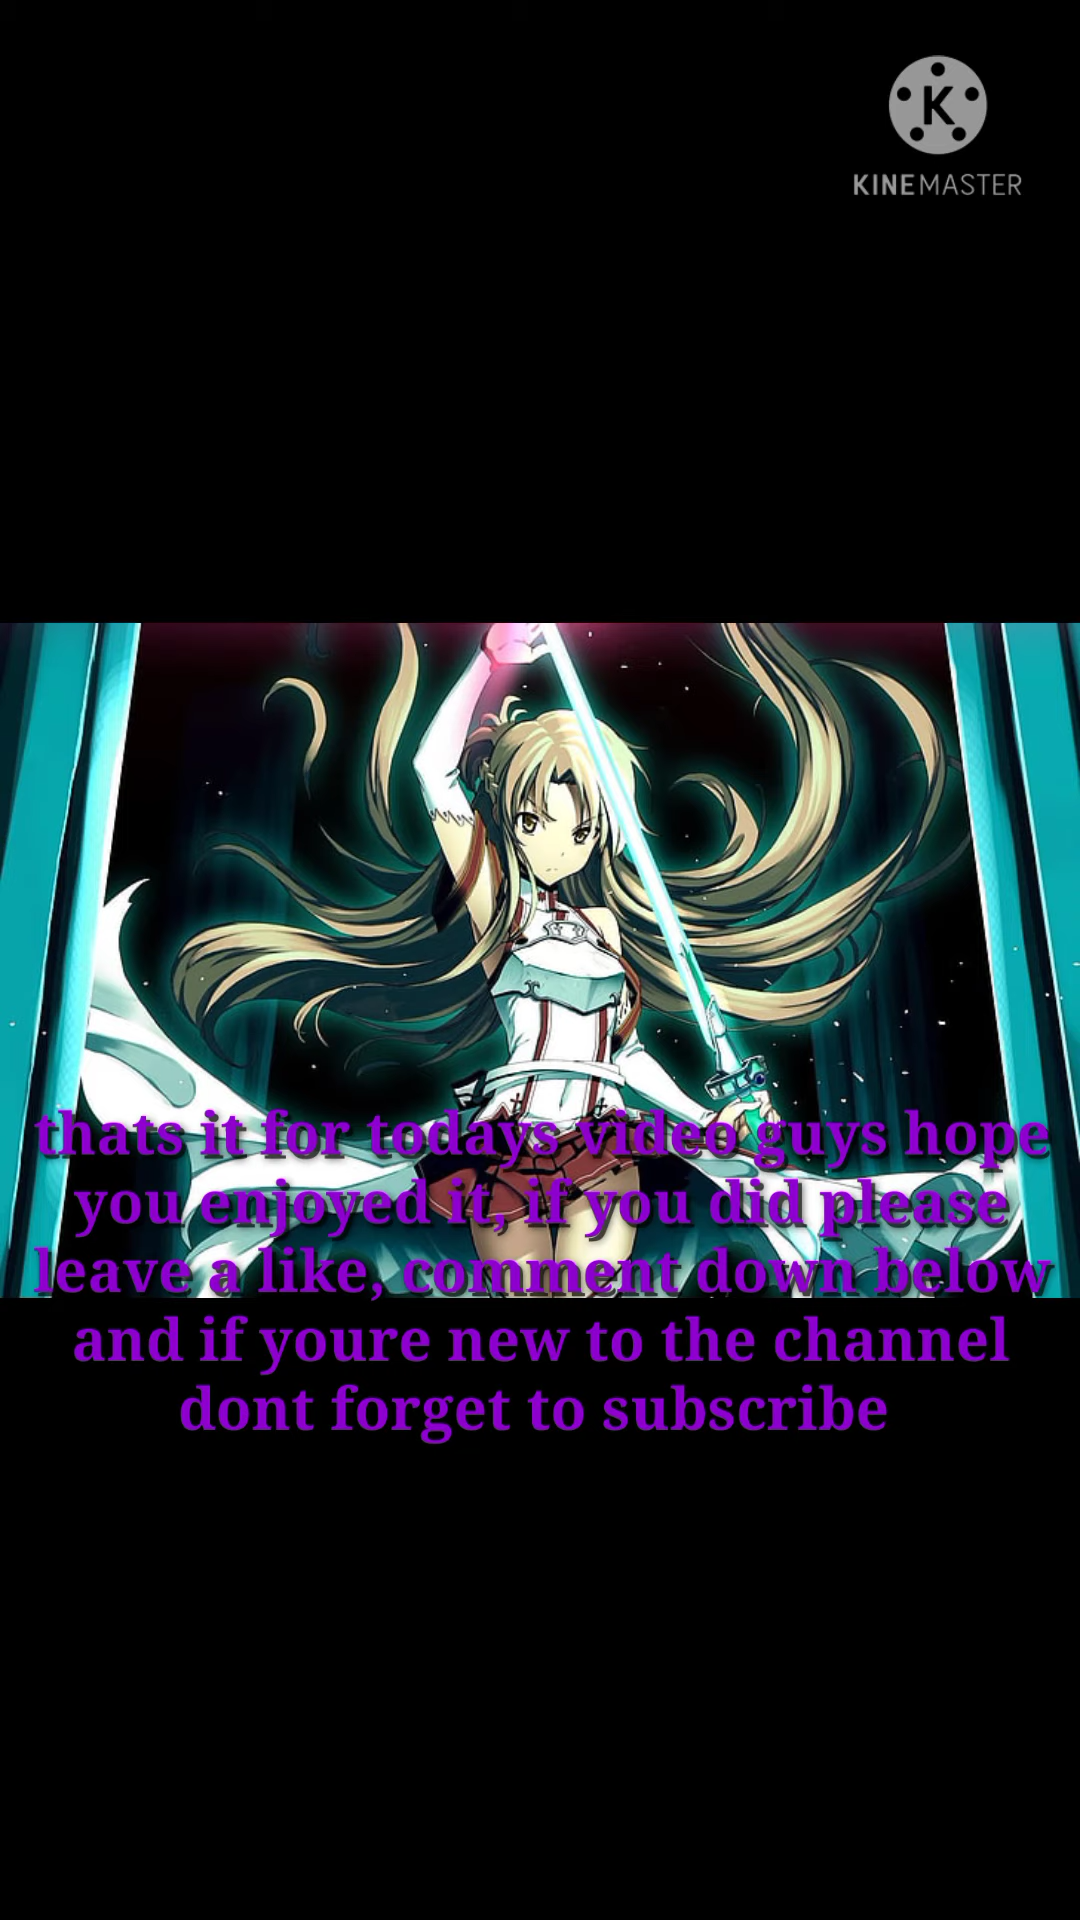 K
KINEMASTER
thats it for todays video guys hope
you enjoyed it, if you did please
leave a like, comment down below
and if youre new to the channel
dont forget to subscribe